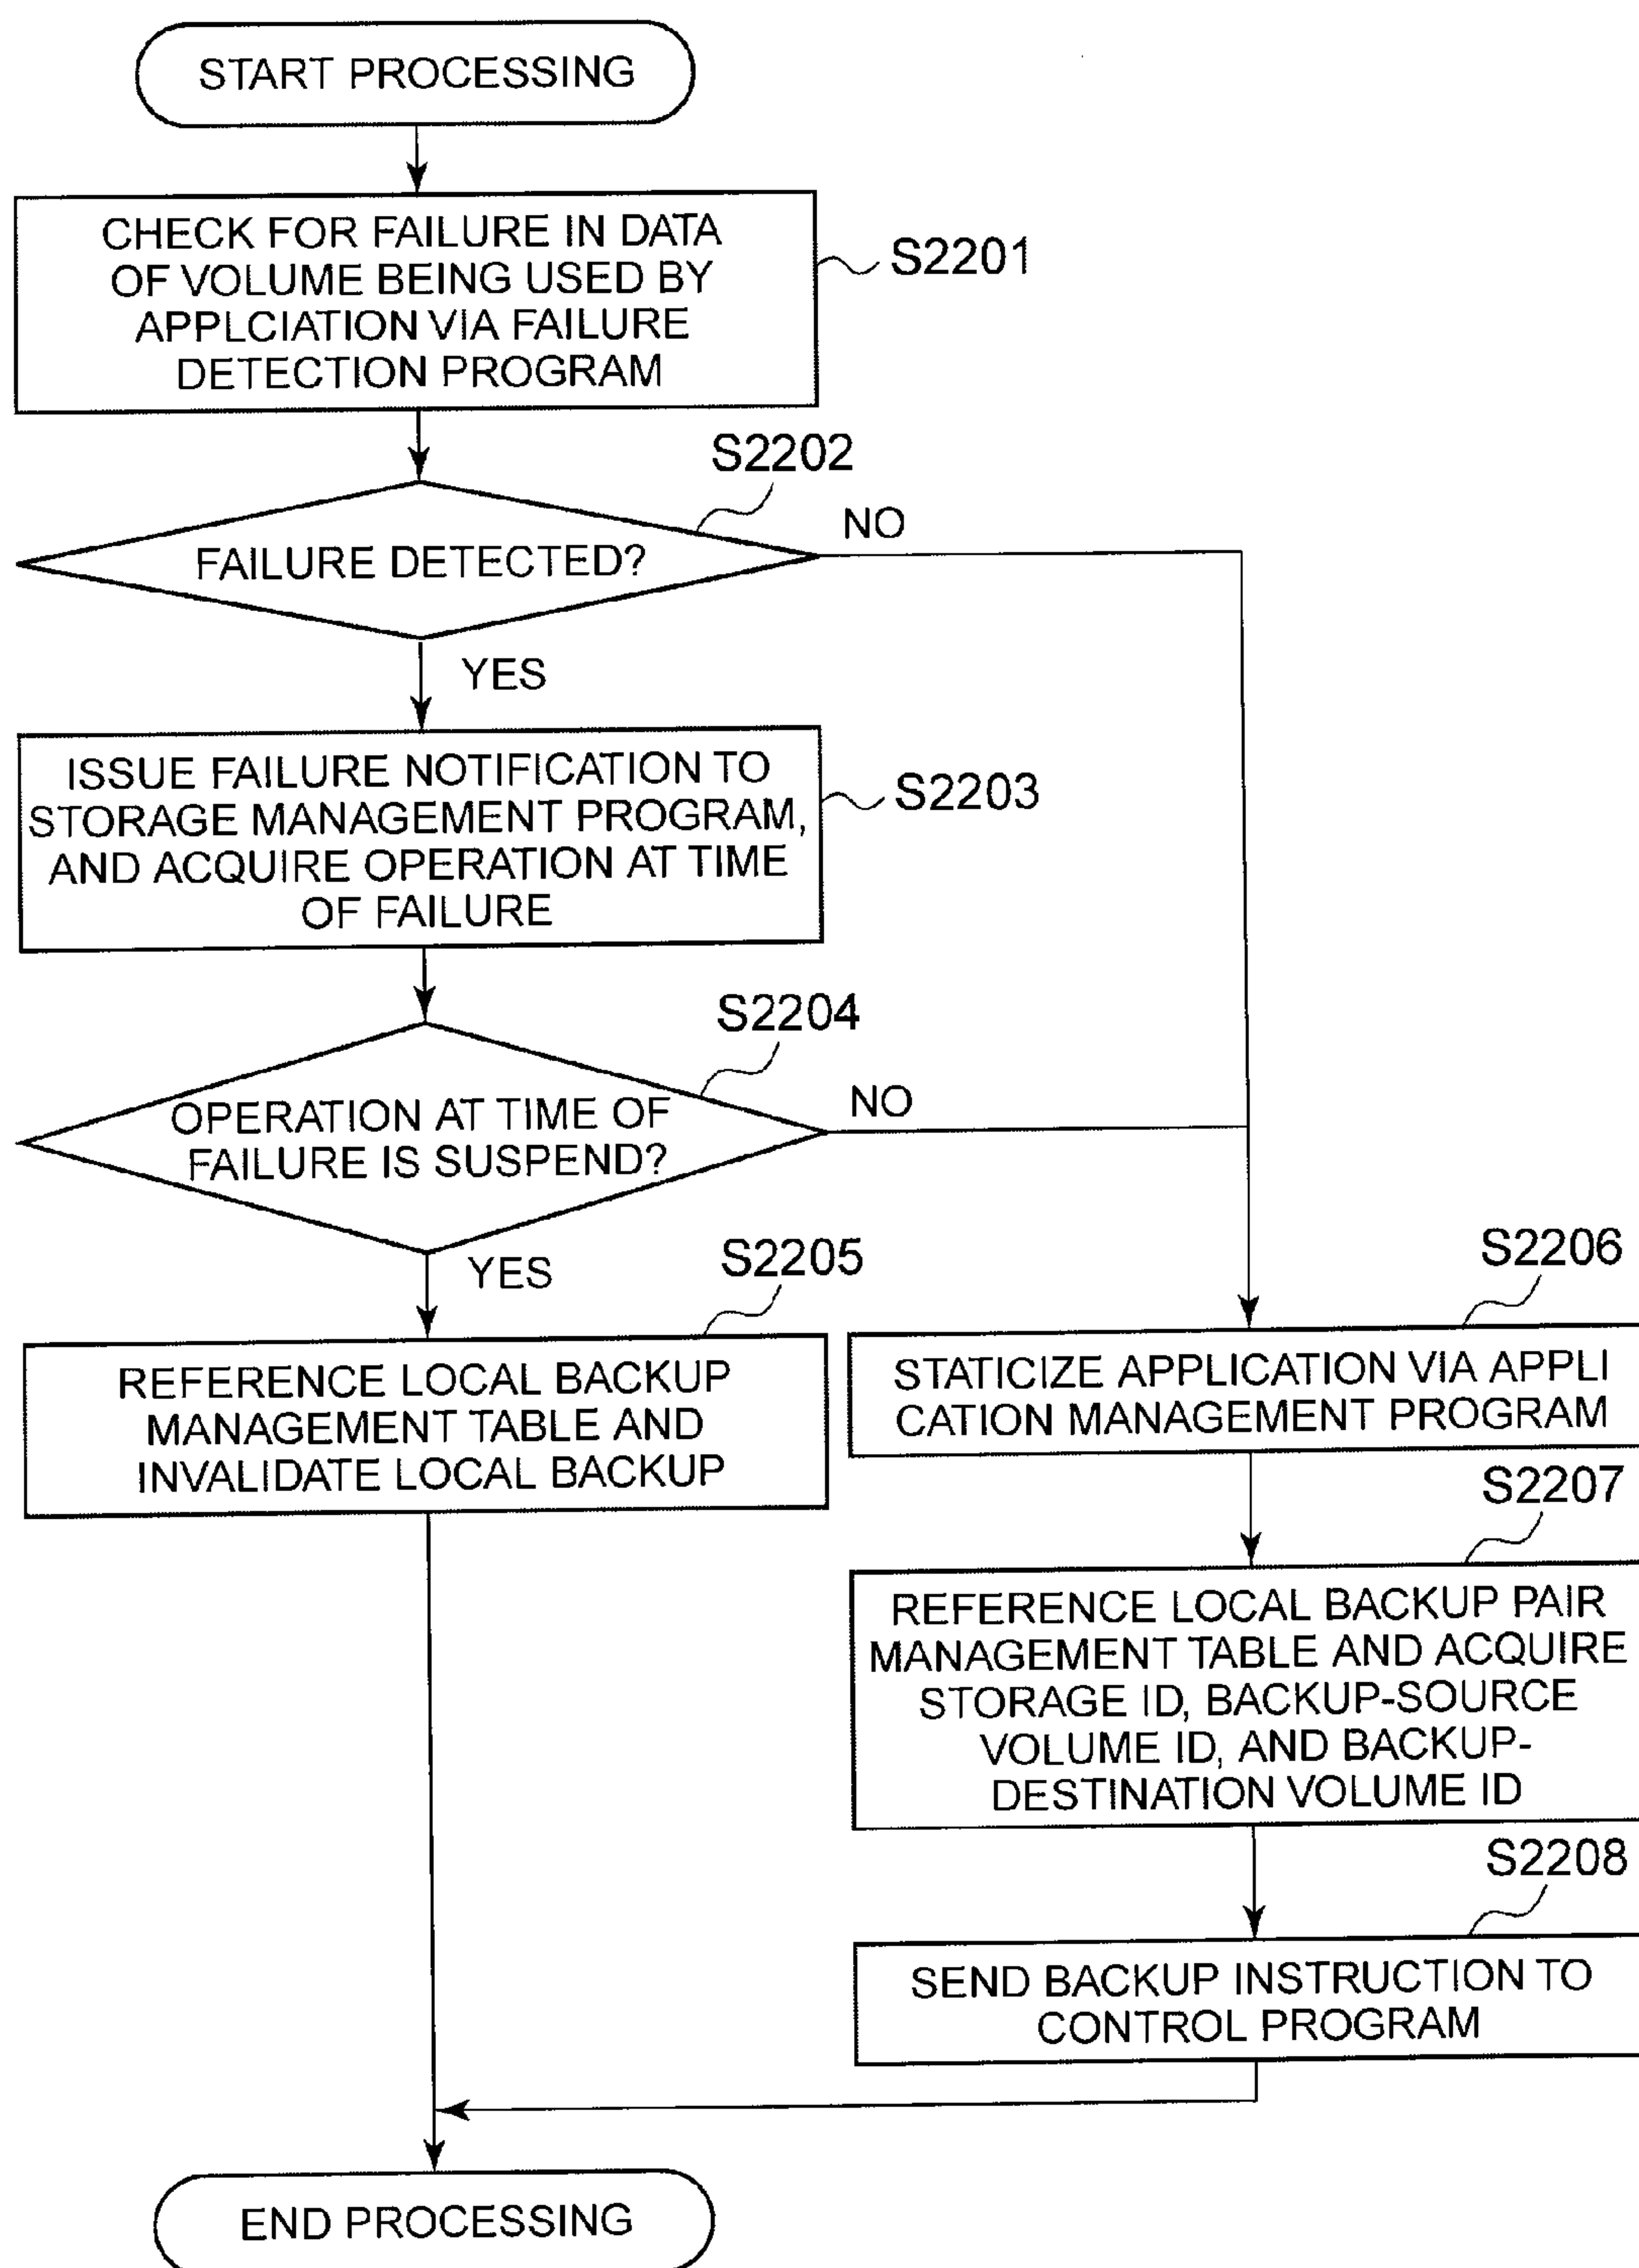 START PROCESSING
CHECK FOR FAILURE IN DATA
OF VOLUME BEING USED BY
APPLCIATION VIA FAILURE
DETECTION PROGRAM
S2201
S2202
FAILURE DETECTED?
NO
YES
ISSUE FAILURE NOTIFICATION TO
STORAGE MANAGEMENT PROGRAM,
AND ACQUIRE OPERATION AT TIME
OF FAILURE
S2203
S2204
OPERATION AT TIME OF
FAILURE IS SUSPEND?
NO
YES
S2205
REFERENCE LOCAL BACKUP
MANAGEMENT TABLE AND
INVALIDATE LOCAL BACKUP
S2206
STATICIZE APPLICATION VIA APPLI
CATION MANAGEMENT PROGRAM
S2207
REFERENCE LOCAL BACKUP PAIR
MANAGEMENT TABLE AND ACQUIRE
STORAGE ID, BACKUP-SOURCE
VOLUME ID, AND BACKUP-
DESTINATION VOLUME ID
S2208
SEND BACKUP INSTRUCTION TO
CONTROL PROGRAM
END PROCESSING